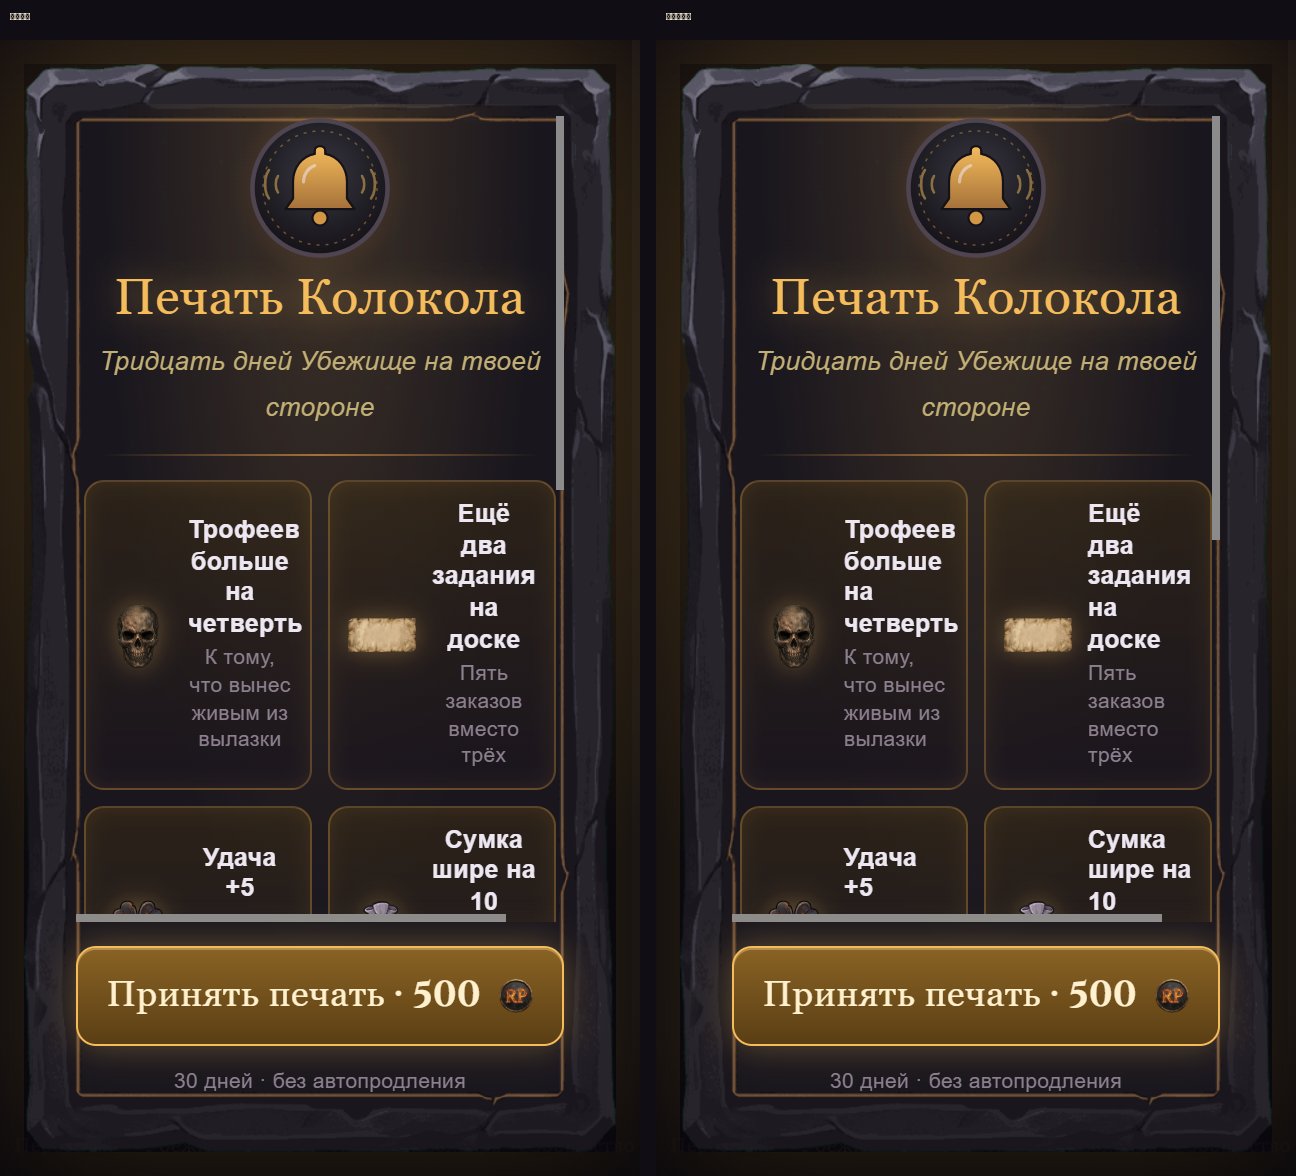 Печать Колокола
Тридцать дней Убежище на твоей
стороне
Трофеев
больше
на
четверть
К тому,
что вынес
живым из
вылазки
Ещё
два
задания
на
доске
Пять
заказов
вместо
трёх
Удача
+5
Сумка
шире на
10
Принять печать · 500 RP
30 дней · без автопродления
Печать Колокола
Тридцать дней Убежище на твоей
стороне
Трофеев
больше
на
четверть
К тому,
что вынес
живым из
вылазки
Ещё
два
задания
на
доске
Пять
заказов
вместо
трёх
Удача
+5
Сумка
шире на
10
Принять печать · 500 RP
30 дней · без автопродления